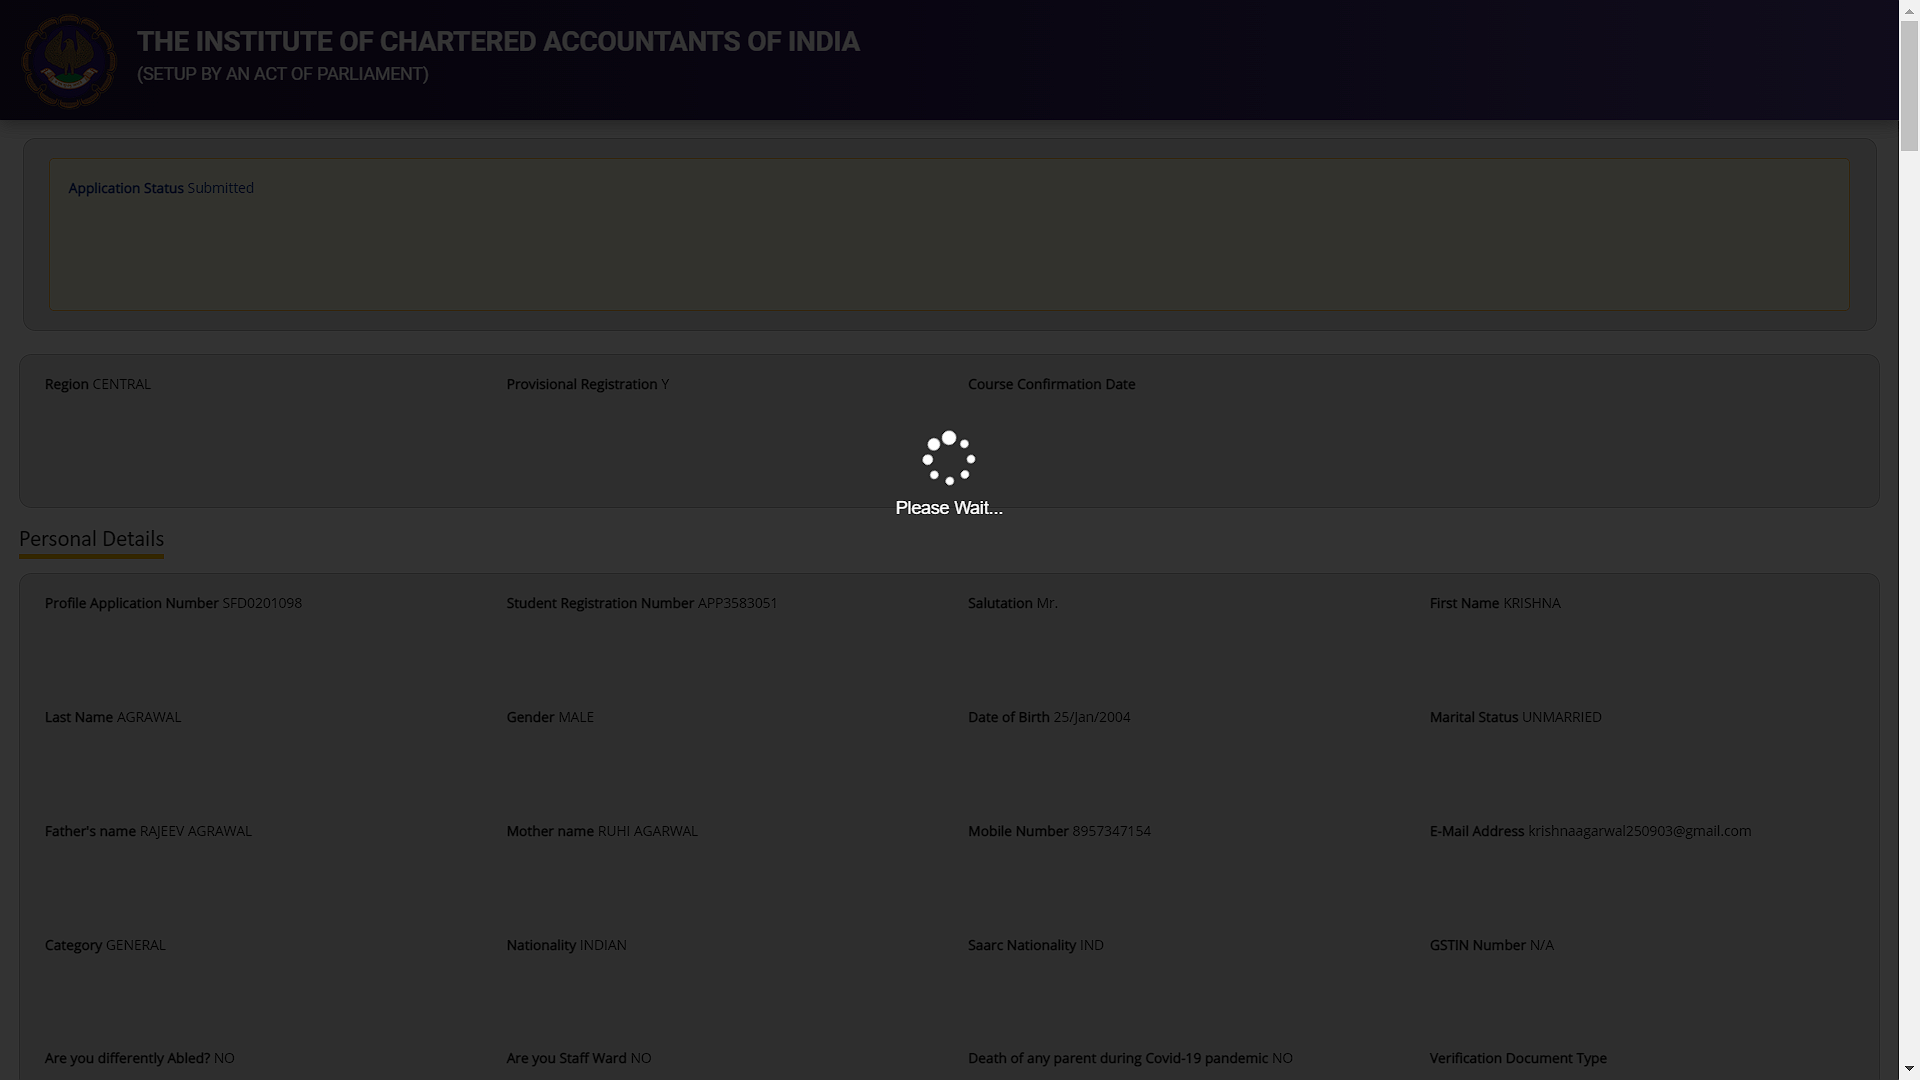 THE INSTITUTE OF CHARTERED ACCOUNTANTS OF INDIA
(SETUP BY AN ACT OF PARLIAMENT)
Application Status Submitted
Region CENTRAL
Provisional Registration Y
Course Confirmation Date
Please Wait...
Personal Details
Profile Application Number SFD0201098
Student Registration Number APP3583051
Salutation Mr.
First Name KRISHNA
Last Name AGRAWAL
Gender MALE
Date of Birth 25/Jan/2004
Marital Status UNMARRIED
Father's name RAJEEV AGRAWAL
Mother name RUHI AGARWAL
Mobile Number 8957347154
E-Mail Address krishnaagarwal250903@gmail.com
Category GENERAL
Nationality INDIAN
Saarc Nationality IND
GSTIN Number N/A
Are you differently Abled? NO
Are you Staff Ward NO
Death of any parent during Covid-19 pandemic NO
Verification Document Type